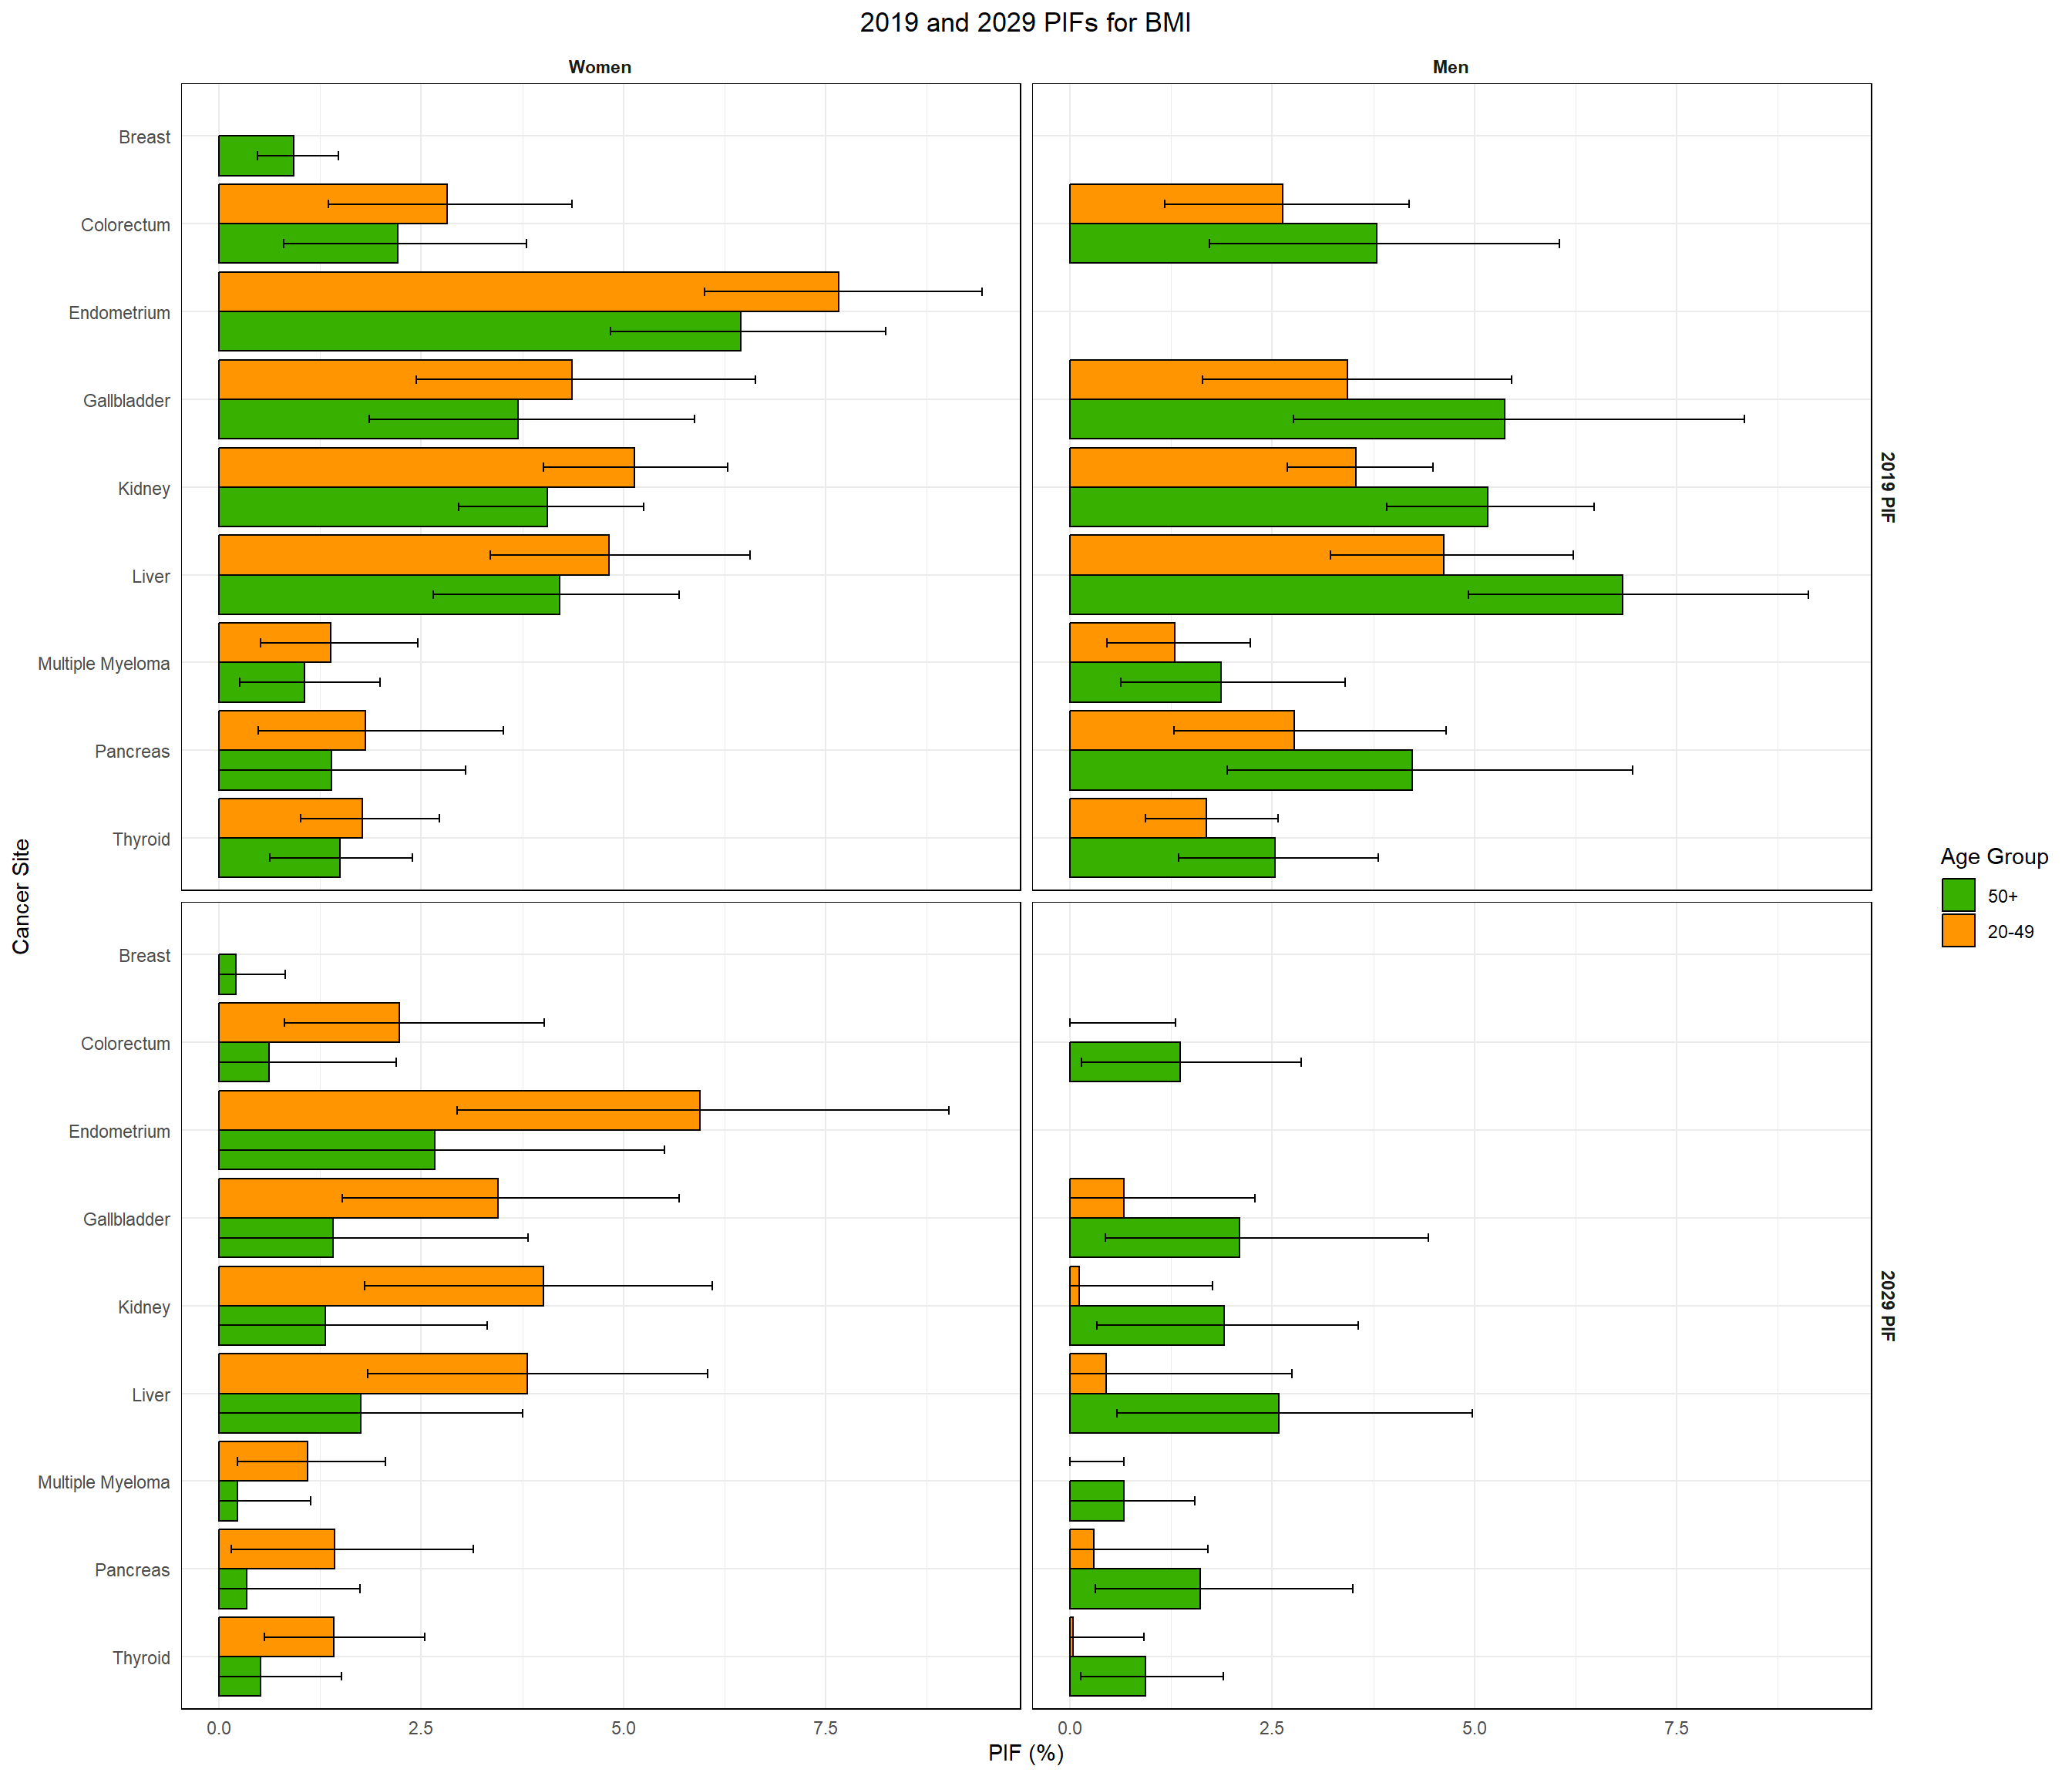 2019 and 2029 PIFs for BMI
Women
Men
Breast
Colorectum
Endometrium
Gallbladder
Kidney
Liver
Multiple Myeloma
Pancreas
Thyroid
2019 PIF
Breast
Colorectum
Endometrium
Gallbladder
Kidney
Liver
Multiple Myeloma
Pancreas
Thyroid
2029 PIF
Cancer Site
0.0 2.5 5.0 7.5
0.0 2.5 5.0 7.5
PIF (%)
Age Group
50+
20-49